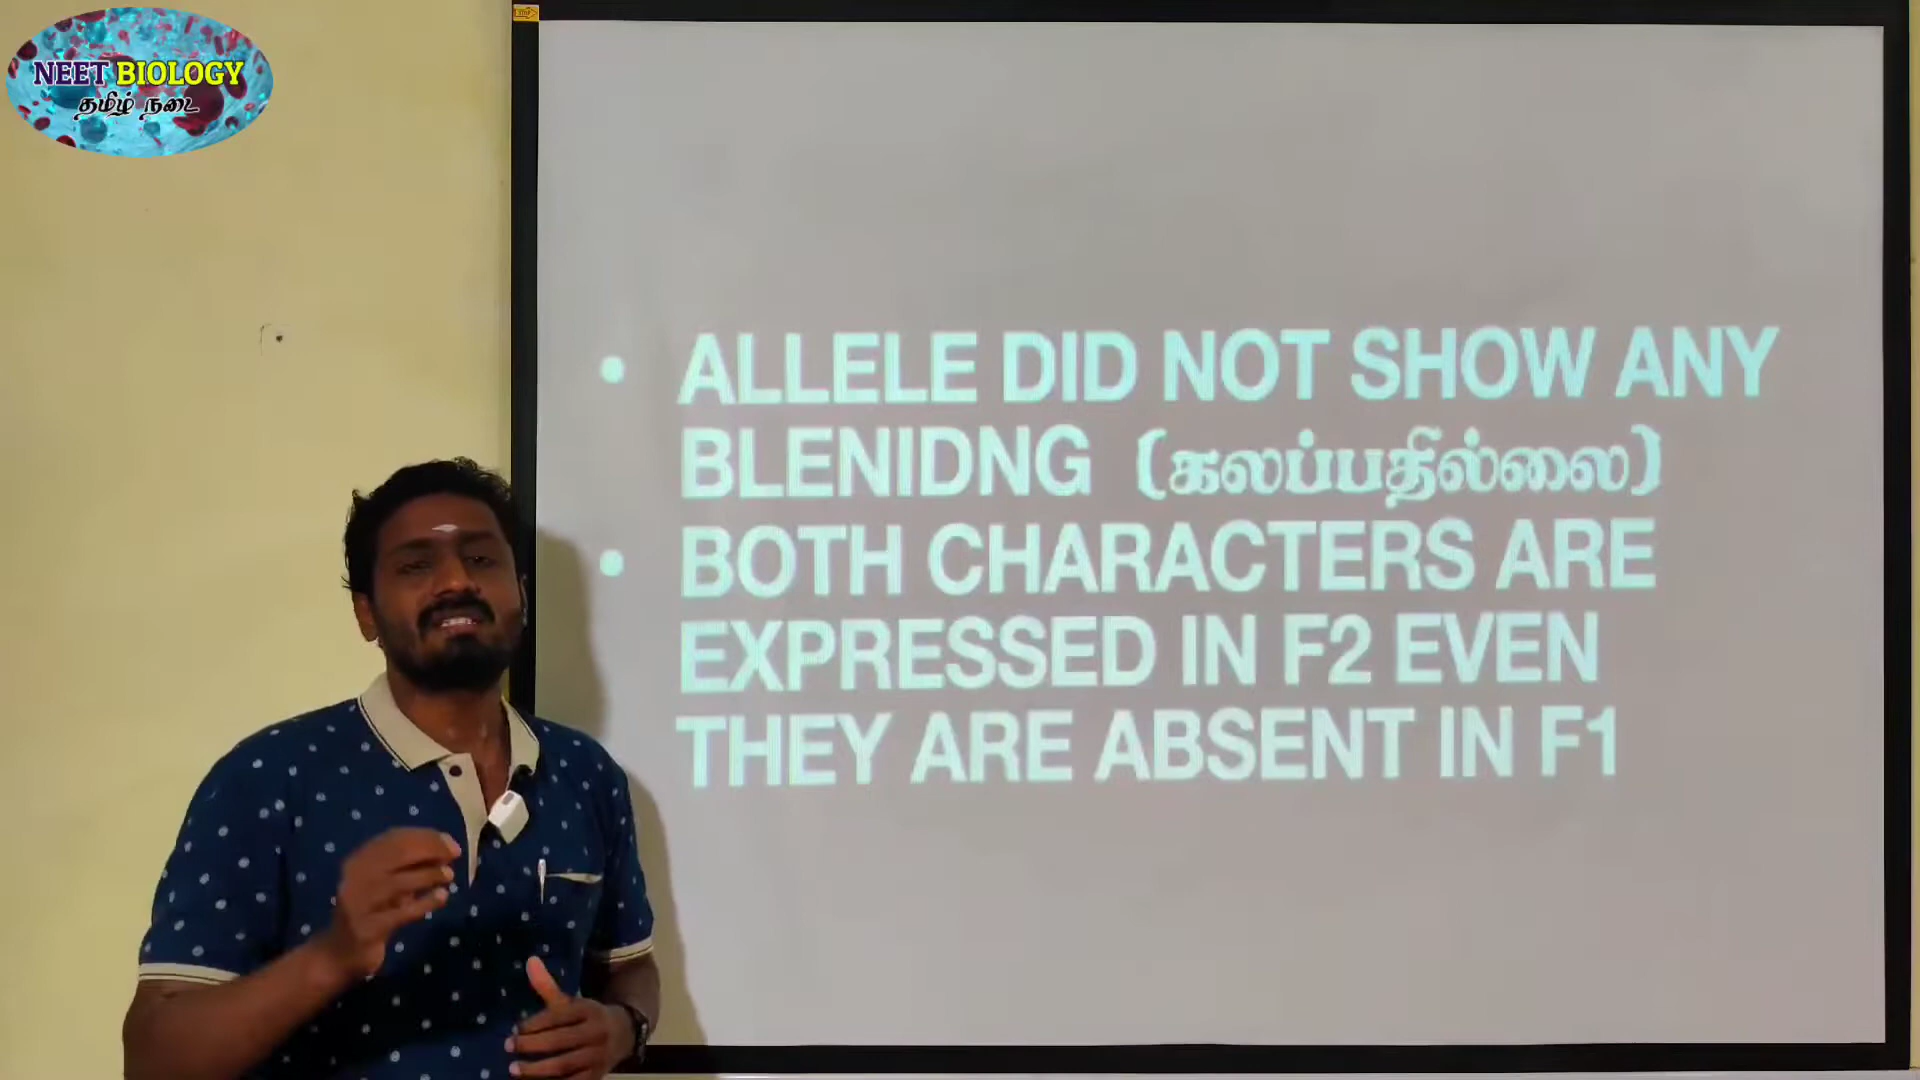 NEET BIOLOGY
தமிழ் நடை
• ALLELE DID NOT SHOW ANY
BLENIDNG (கலப்பதில்லை)
• BOTH CHARACTERS ARE
EXPRESSED IN F2 EVEN
THEY ARE ABSENT IN F1